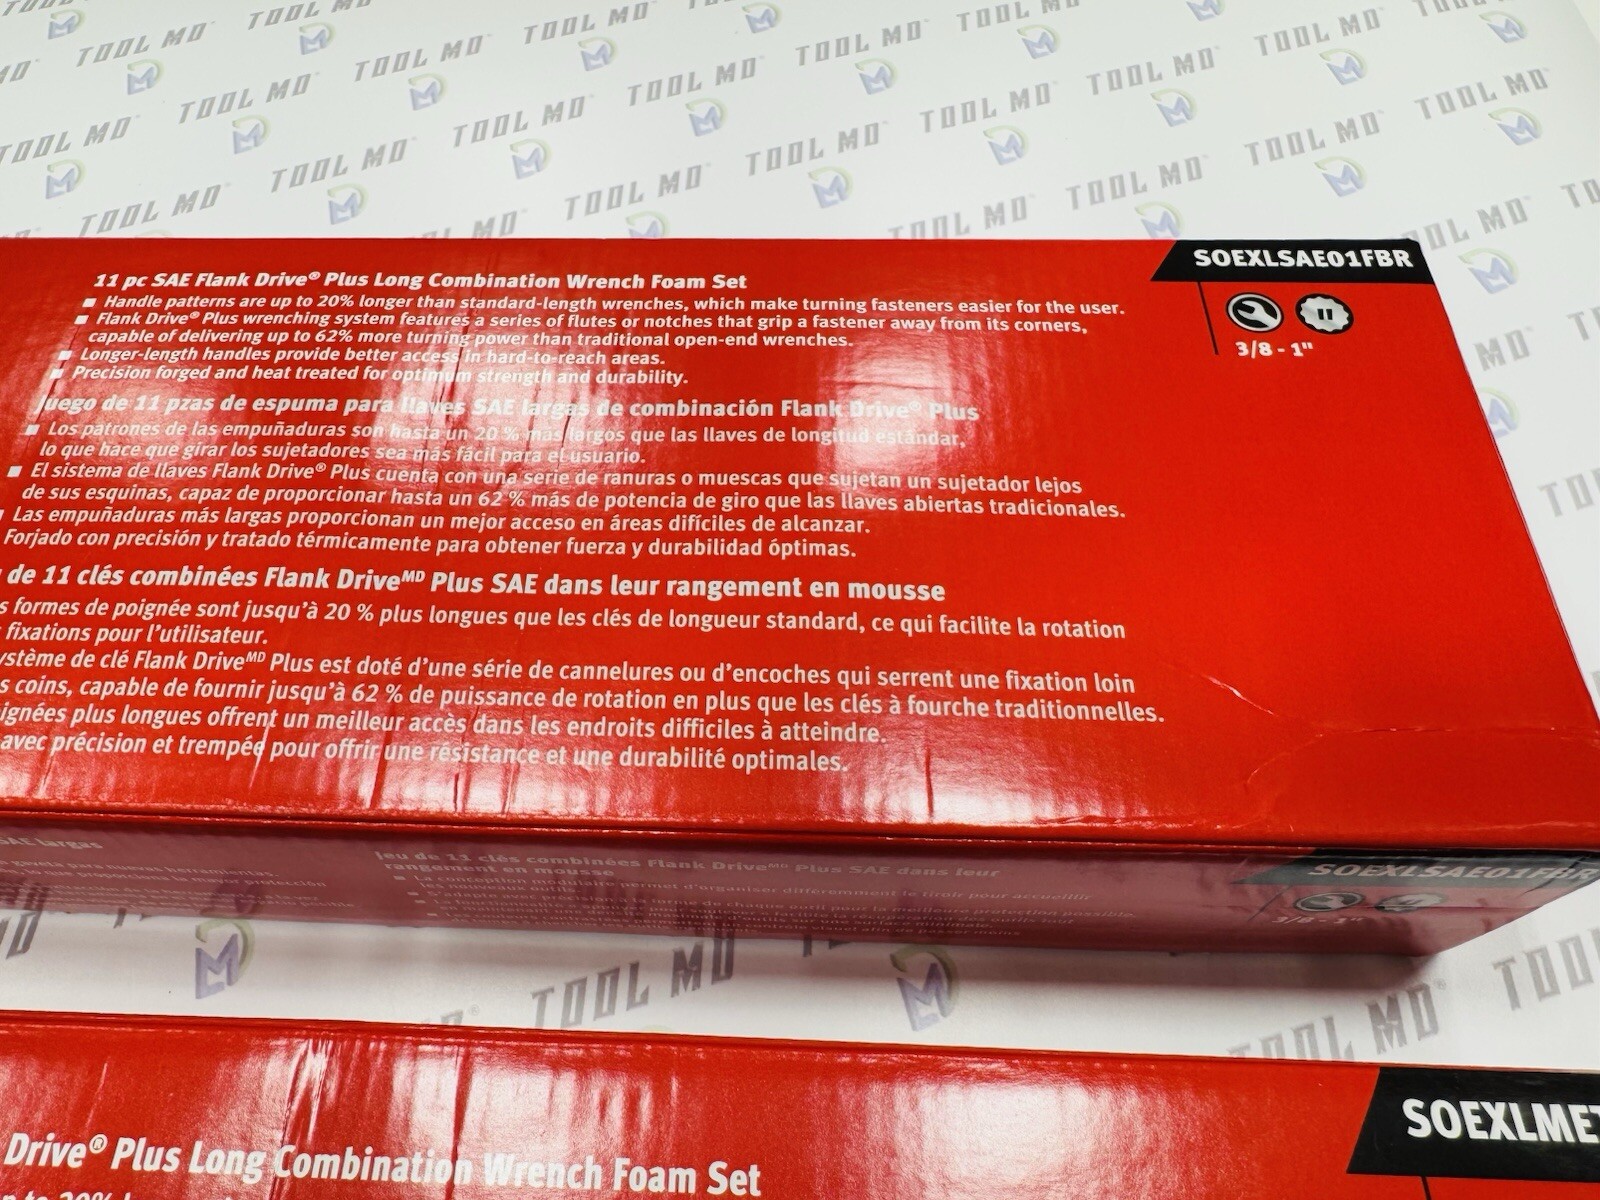 TOOL MD
11 pc SAE Flank Drive® Plus Long Combination Wrench Foam Set
▪ Handle patterns are up to 20% longer than standard-length wrenches, which make turning fasteners easier for the user.
▪ Flank Drive® Plus wrenching system features a series of flutes or notches that grip a fastener away from its corners,
capable of delivering up to 62% more turning power than traditional open-end wrenches.
▪ Longer-length handles provide better access in hard-to-reach areas.
▪ Precision forged and heat treated for optimum strength and durability.
Juego de 11 pzas de espuma para llaves SAE largas de combinación Flank Drive® Plus
▪ Los patrones de las empuñaduras son hasta un 20 % más largos que las llaves de longitud estándar,
lo que hace que girar los sujetadores sea más fácil para el usuario.
▪ El sistema de llaves Flank Drive® Plus cuenta con una serie de ranuras o muescas que sujetan un sujetador lejos
de sus esquinas, capaz de proporcionar hasta un 62 % más de potencia de giro que las llaves abiertas tradicionales.
Las empuñaduras más largas proporcionan un mejor acceso en áreas difíciles de alcanzar.
Forjado con precisión y tratado térmicamente para obtener fuerza y durabilidad óptimas.
de 11 clés combinées Flank Drive MD Plus SAE dans leur rangement en mousse
s formes de poignée sont jusqu'à 20 % plus longues que les clés de longueur standard, ce qui facilite la rotation
fixations pour l'utilisateur.
ystème de clé Flank Drive MD Plus est doté d'une série de cannelures ou d'encoches qui serrent une fixation loin
s coins, capable de fournir jusqu'à 62 % de puissance de rotation en plus que les clés à fourche traditionnelles.
ignées plus longues offrent un meilleur accès dans les endroits difficiles à atteindre.
avec précision et trempée pour offrir une résistance et une durabilité optimales.
SOEXLSAE01FBR
3/8 - 1"
SAE largas
Jeu de 11 clés combinées Flank Drive MD Plus SAE dans leur
rangement en mousse
SOEXLSAE01FBR
3/8 - 1"
Drive® Plus Long Combination Wrench Foam Set
SOEXLMET